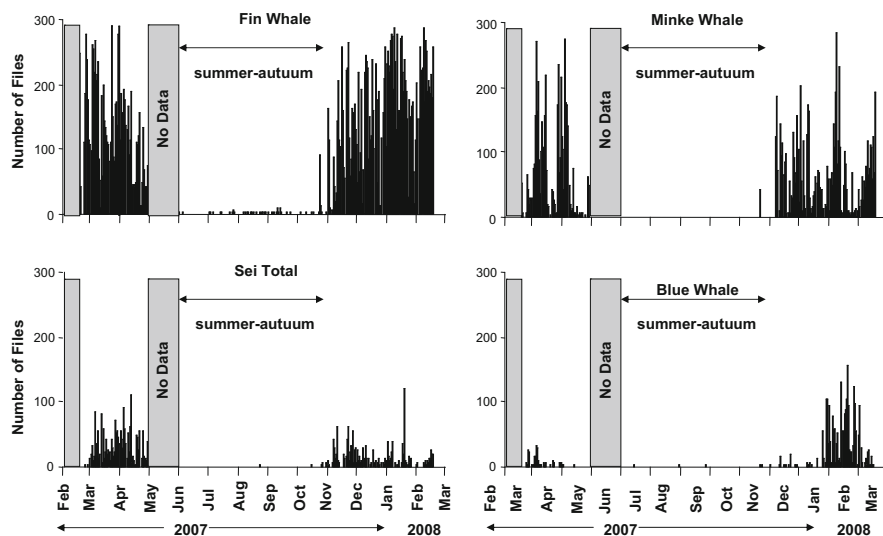 Fin Whale
Minke Whale
300
200
100
0
300
200
100
0
Number of Files
No Data
No Data
summer-autuum
summer-autuum
Feb Mar Apr May Jun Jul Aug Sep Oct Nov Dec Jan Feb Mar
Feb Mar Apr May Jun Jul Aug Sep Oct Nov Dec Jan Feb Mar
Sei Total
Blue Whale
300
200
100
0
300
200
100
0
Number of Files
No Data
No Data
summer-autuum
summer-autuum
Feb Mar Apr May Jun Jul Aug Sep Oct Nov Dec Jan Feb Mar
Feb Mar Apr May Jun Jul Aug Sep Oct Nov Dec Jan Feb Mar
2007 2008
2007 2008